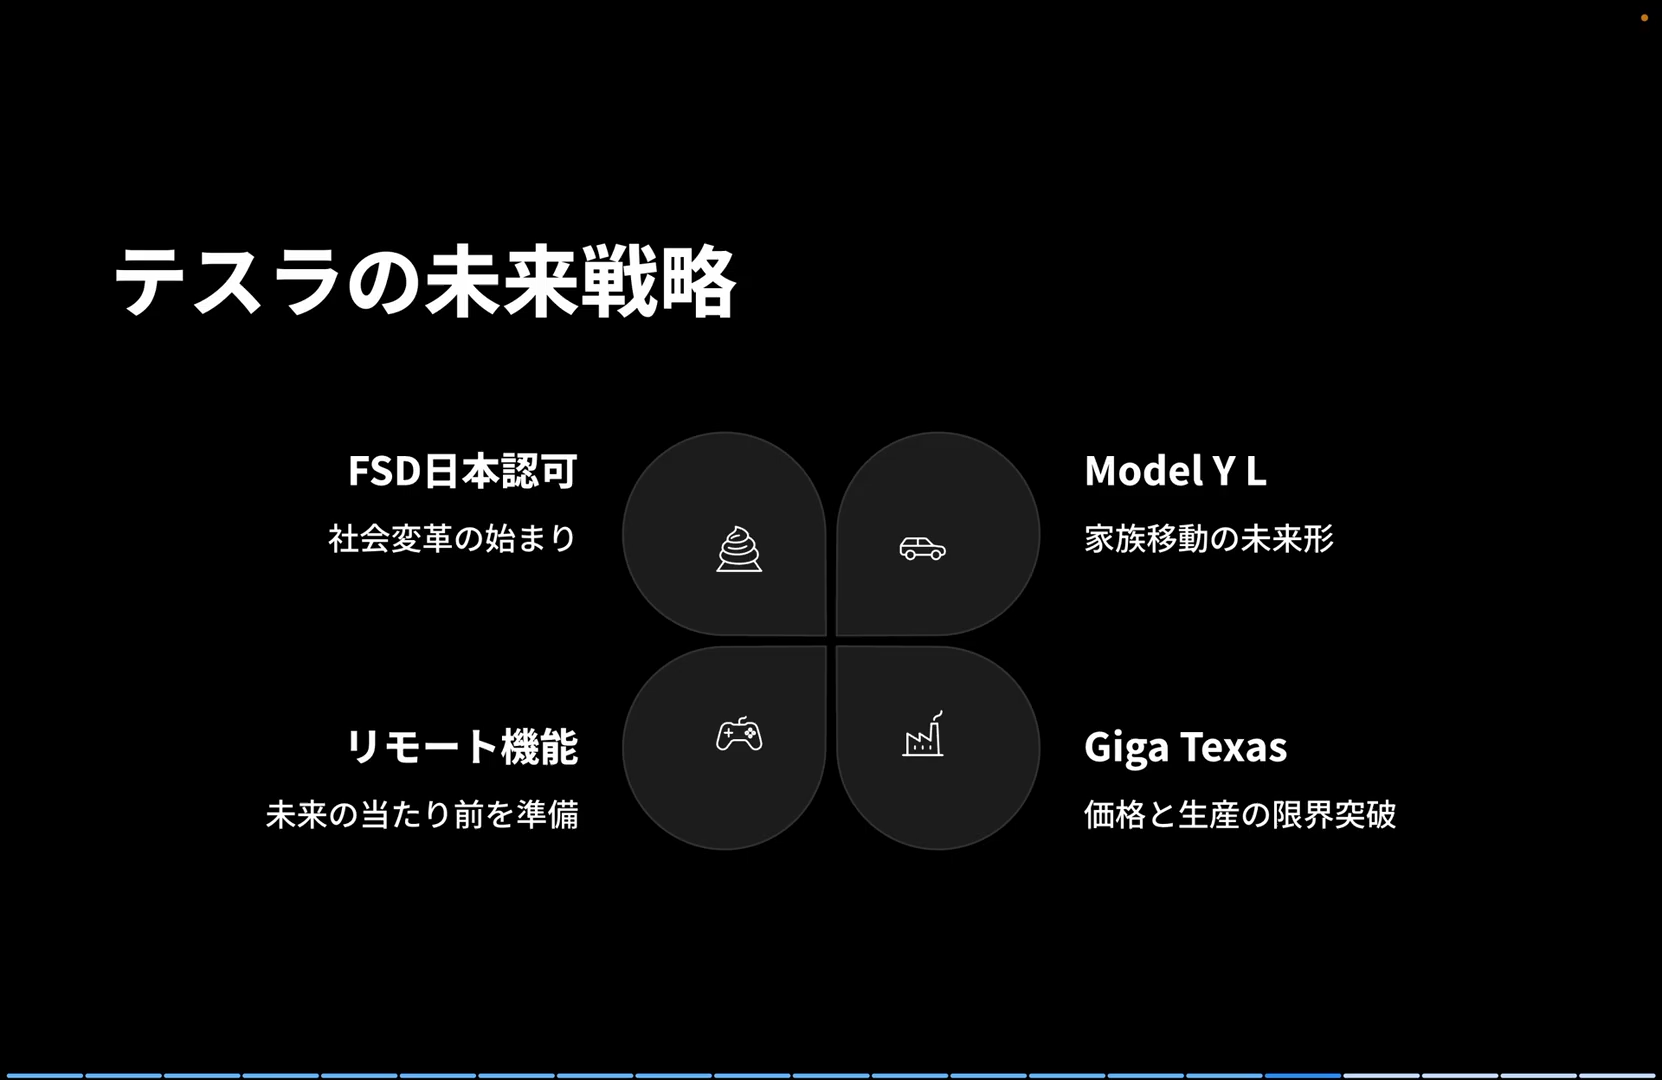 テスラの未来戦略
FSD日本認可
社会変革の始まり
Model Y L
家族移動の未来形
リモート機能
未来の当たり前を準備
Giga Texas
価格と生産の限界突破